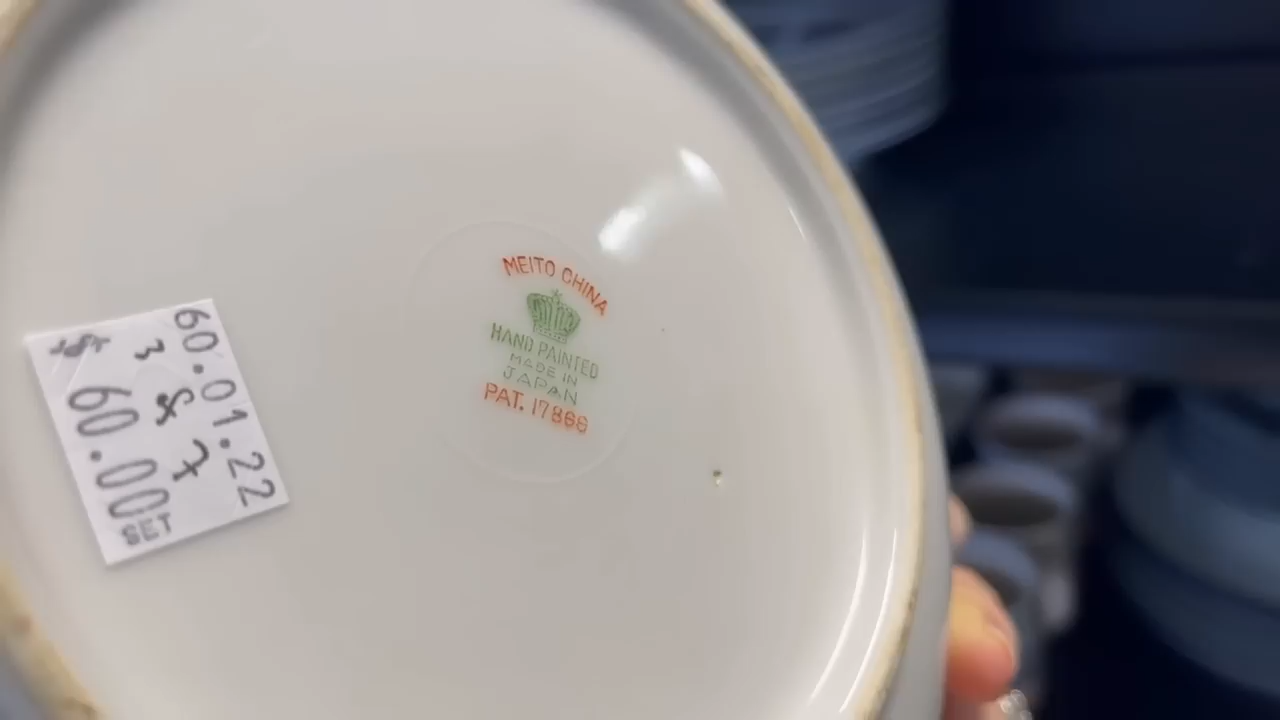 MEITO CHINA
HAND PAINTED
MADE IN
JAPAN
PAT. 17866
60.01.22
3 & 7
$ 60.00
SET